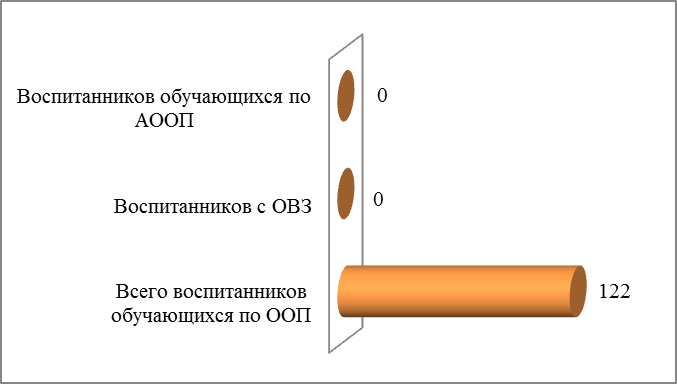 Воспитанников обучающихся по
АООП
0
Воспитанников с ОВЗ
0
Всего воспитанников
обучающихся по ООП
122